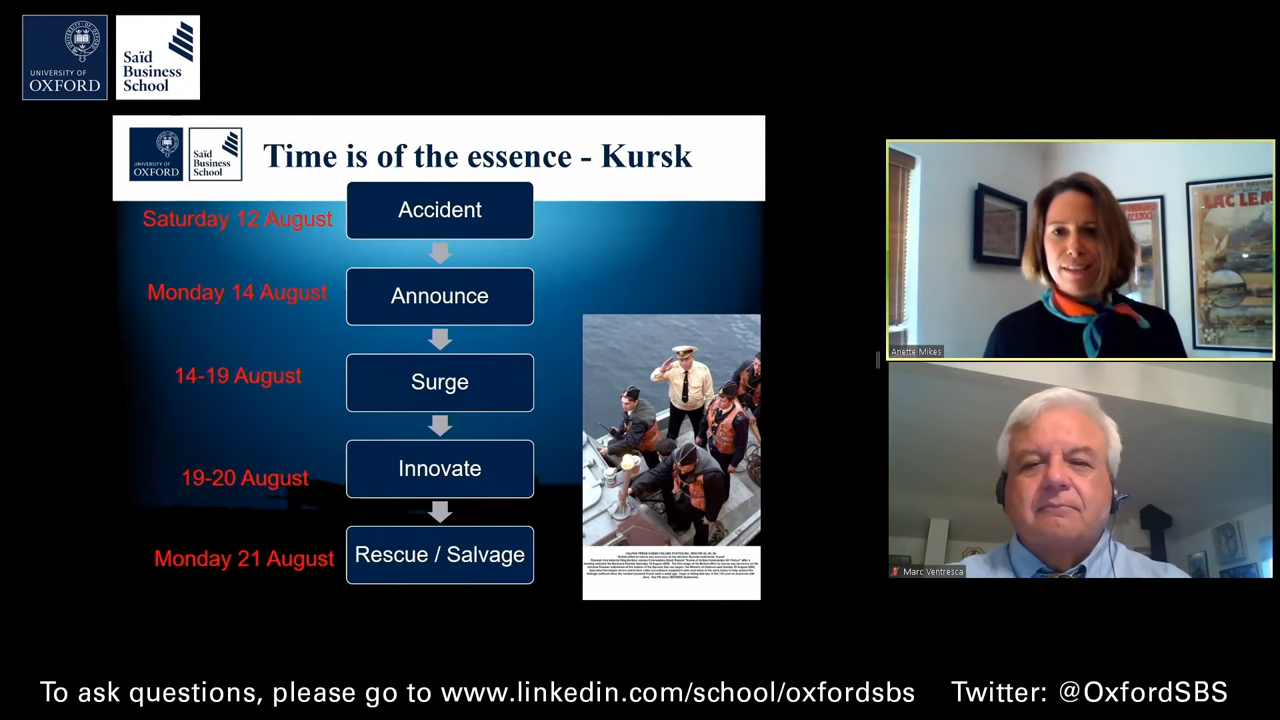 UNIVERSITY OF
OXFORD
Saïd
Business
School
UNIVERSITY OF
OXFORD
Saïd
Business
School
Time is of the essence - Kursk
Saturday 12 August
Accident
Monday 14 August
Announce
14-19 August
Surge
19-20 August
Innovate
Monday 21 August
Rescue / Salvage
LAC LEM
Anette Mikes
Marc Ventresca
To ask questions, please go to www.linkedin.com/school/oxfordsbs Twitter: @OxfordSBS